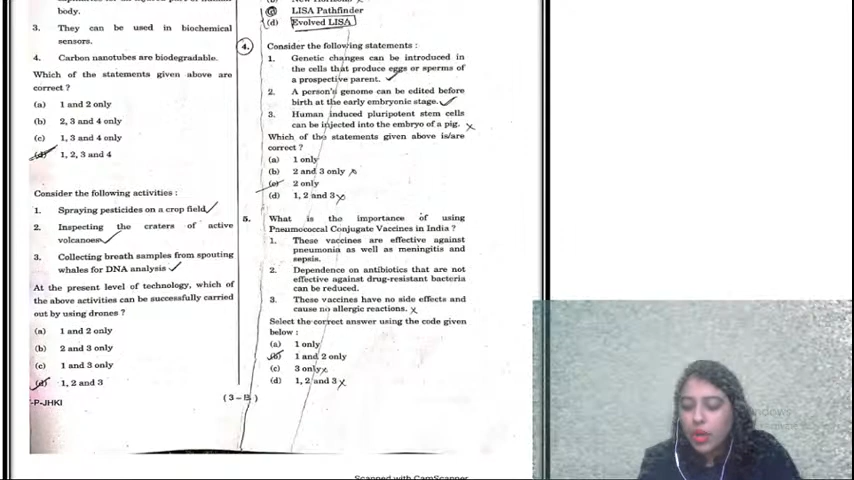 body.
3. They can be used in biochemical
sensors.
4. Carbon nanotubes are biodegradable.
Which of the statements given above are
correct ?
(a) 1 and 2 only
(b) 2, 3 and 4 only
(c) 1, 3 and 4 only
(d) 1, 2, 3 and 4
Consider the following activities :
1. Spraying pesticides on a crop field
2. Inspecting the craters of active
volcanoes
3. Collecting breath samples from spouting
whales for DNA analysis
At the present level of technology, which of
the above activities can be successfully carried
out by using drones ?
(a) 1 and 2 only
(b) 2 and 3 only
(c) 1 and 3 only
(d) 1, 2 and 3
-P-JHKI
( 3 – B )
LISA Pathfinder
(d) Evolved LISA
4. Consider the following statements :
1. Genetic changes can be introduced in
the cells that produce eggs or sperms of
a prospective parent.
2. A person's genome can be edited before
birth at the early embryonic stage.
3. Human induced pluripotent stem cells
can be injected into the embryo of a pig.
Which of the statements given above is/are
correct ?
(a) 1 only
(b) 2 and 3 only
(c) 2 only
(d) 1, 2 and 3
5. What is the importance of using
Pneumococcal Conjugate Vaccines in India ?
1. These vaccines are effective against
pneumonia as well as meningitis and
sepsis.
2. Dependence on antibiotics that are not
effective against drug-resistant bacteria
can be reduced.
3. These vaccines have no side effects and
cause no allergic reactions.
Select the correct answer using the code given
below :
(a) 1 only
(b) 1 and 2 only
(c) 3 only
(d) 1, 2 and 3
Scanned with CamScanner